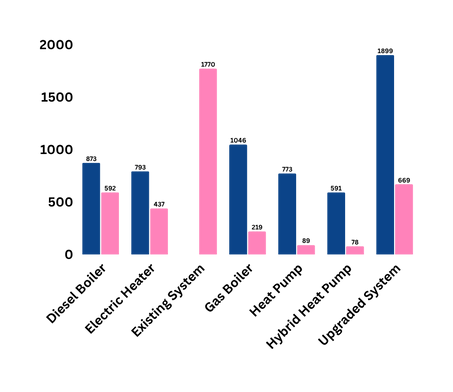 2000
1500
1000
500
0
873
592
793
437
1770
1046
219
773
89
591
78
1899
669
Diesel Boiler
Electric Heater
Existing System
Gas Boiler
Heat Pump
Hybrid Heat Pump
Upgraded System